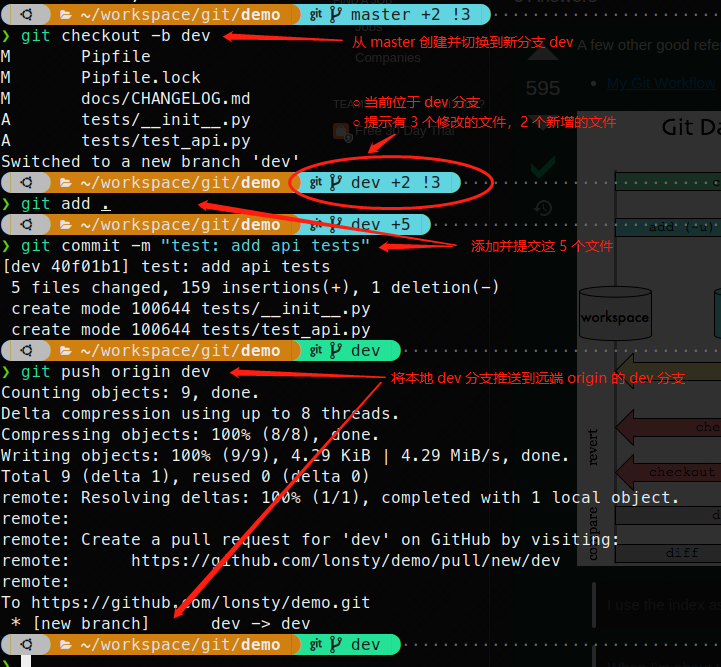 ~/workspace/git/demo git master +2 !3
❯ git checkout -b dev
从 master 创建并切换到新分支 dev
M Pipfile
M Pipfile.lock
M docs/CHANGELOG.md
A tests/__init__.py
A tests/test_api.py
Switched to a new branch 'dev'
○ 当前位于 dev 分支
○ 提示有 3 个修改的文件，2 个新增的文件
~/workspace/git/demo git dev +2 !3
❯ git add .
~/workspace/git/demo git dev +5
❯ git commit -m "test: add api tests"
添加并提交这 5 个文件
[dev 40f01b1] test: add api tests
5 files changed, 159 insertions(+), 1 deletion(-)
create mode 100644 tests/__init__.py
create mode 100644 tests/test_api.py
~/workspace/git/demo git dev
❯ git push origin dev
将本地 dev 分支推送到远端 origin 的 dev 分支
Counting objects: 9, done.
Delta compression using up to 8 threads.
Compressing objects: 100% (8/8), done.
Writing objects: 100% (9/9), 4.29 KiB | 4.29 MiB/s, done.
Total 9 (delta 1), reused 0 (delta 0)
remote: Resolving deltas: 100% (1/1), completed with 1 local object.
remote:
remote: Create a pull request for 'dev' on GitHub by visiting:
remote: https://github.com/lonsty/demo/pull/new/dev
remote:
To https://github.com/lonsty/demo.git
* [new branch] dev -> dev
~/workspace/git/demo git dev
❯
Jobs
Companies
Free 30 Day Trial
A few other good refer
595
My Git Workflow
Git Da
add (-u)
workspace
revert
checkout
compare
diff
I use the index as